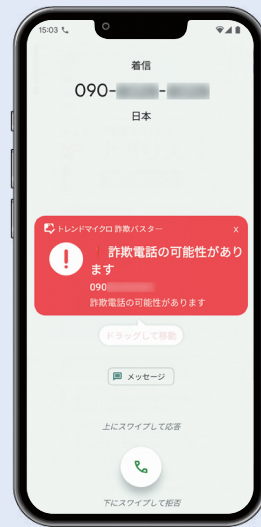 15:03
着信
090-
日本
トレンドマイクロ 詐欺バスター x
詐欺電話の可能性があり
ます
090
詐欺電話の可能性があります
ドラッグして移動
メッセージ
上にスワイプして応答
下にスワイプして拒否